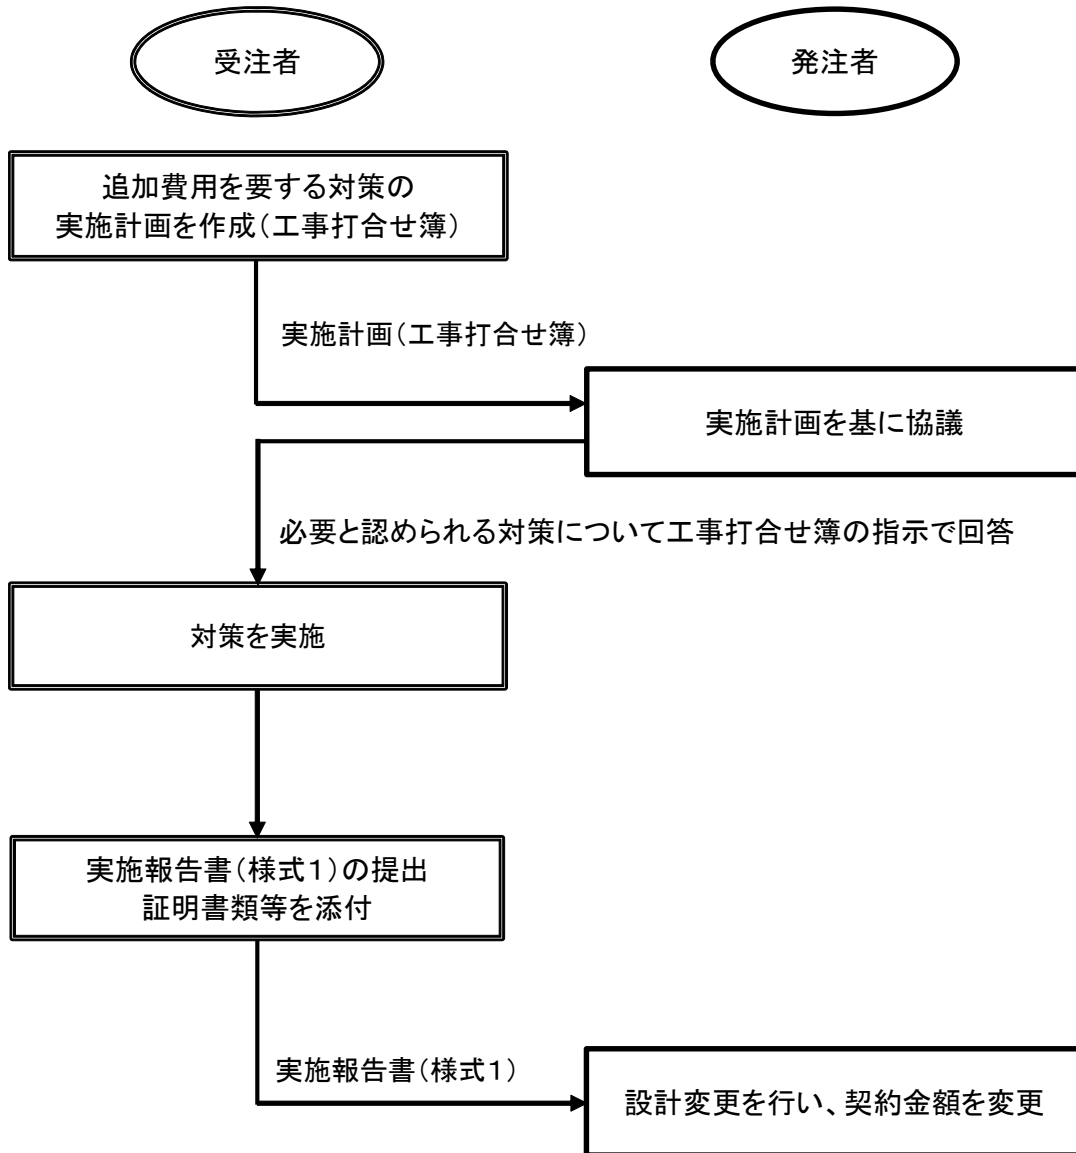 受注者
発注者
追加費用を要する対策の
実施計画を作成(工事打合せ簿)
実施計画(工事打合せ簿)
実施計画を基に協議
必要と認められる対策について工事打合せ簿の指示で回答
対策を実施
実施報告書(様式1)の提出
証明書類等を添付
実施報告書(様式1)
設計変更を行い、契約金額を変更